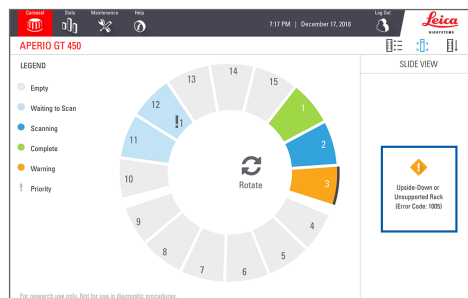 Carousel Stats Maintenance Help
7:17 PM | December 17, 2018
Log Out
Leica
BIOSYSTEMS
APERIO GT 450
LEGEND
Empty
Waiting to Scan
Scanning
Complete
Warning
! Priority
14
13
15
12
!1
1
11
2
10
Rotate
3
9
4
8
5
7
6
SLIDE VIEW
Upside-Down or
Unsupported Rack
(Error Code: 1005)
For research use only. Not for use in diagnostic procedures.